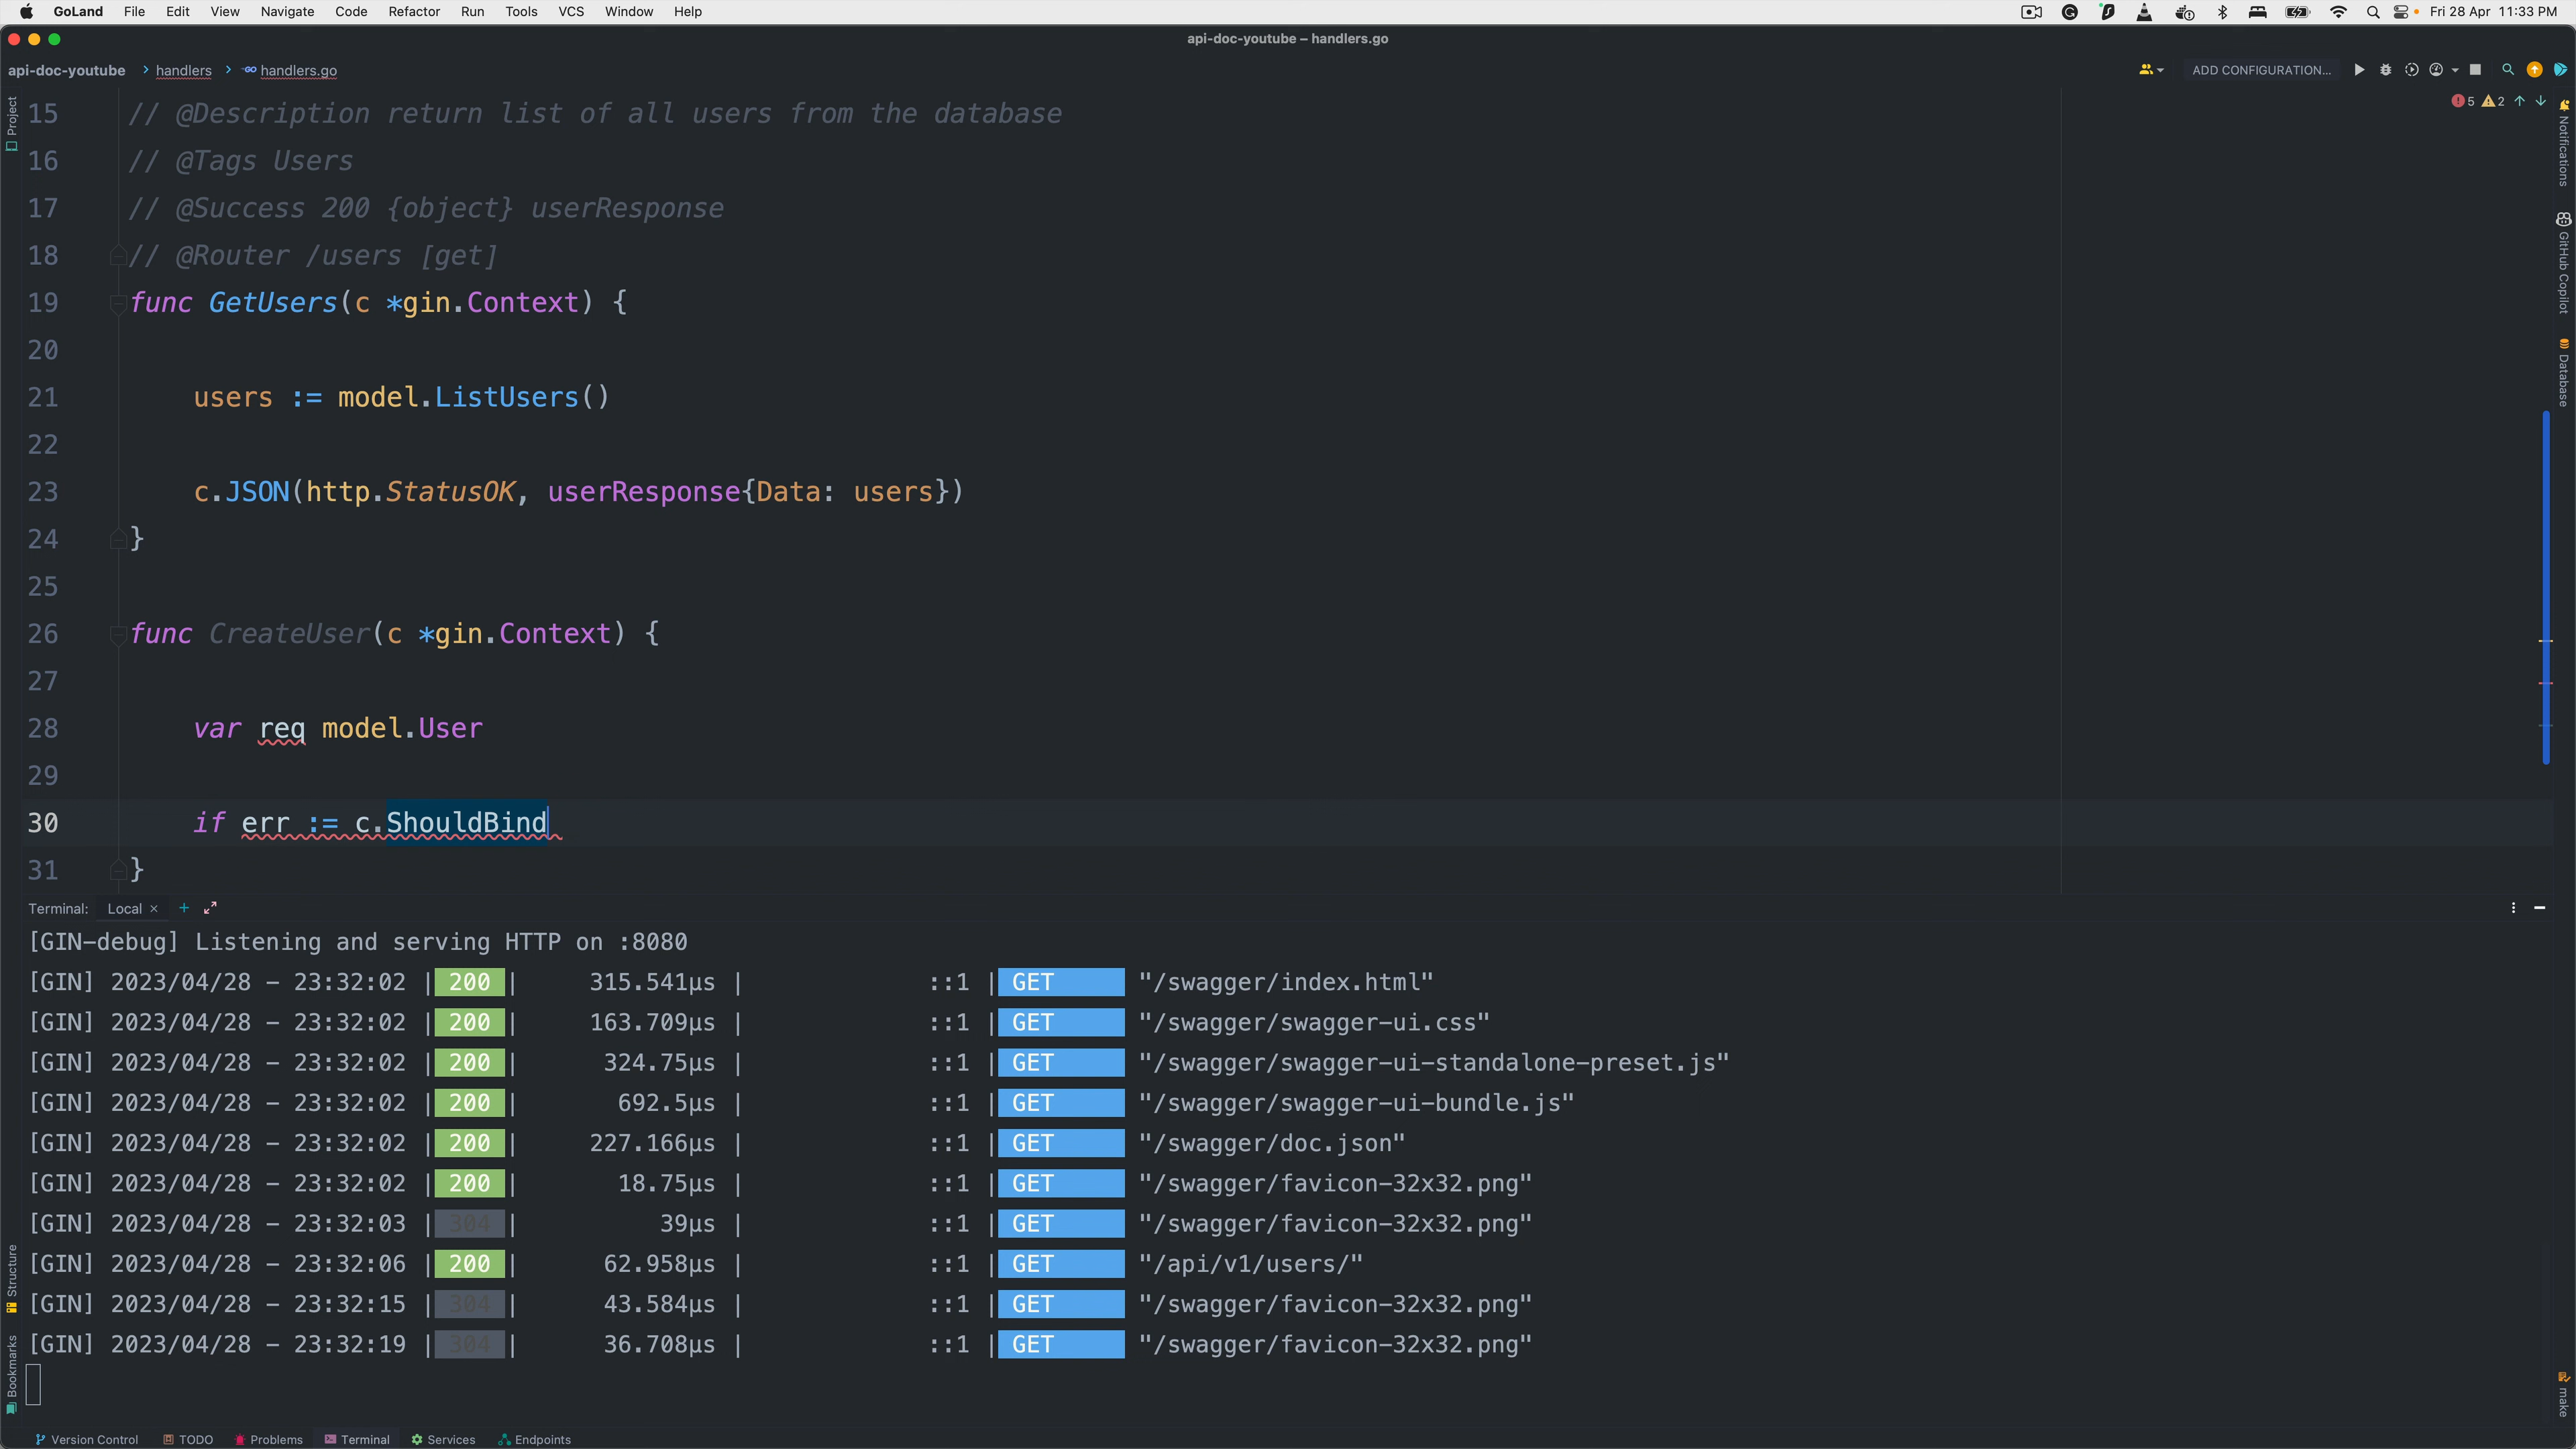 GoLand File Edit View Navigate Code Refactor Run Tools VCS Window Help Fri 28 Apr 11:33 PM
api-doc-youtube – handlers.go
api-doc-youtube > handlers > handlers.go ADD CONFIGURATION...
5 2
Project
Notifications
GitHub Copilot
Database
15 // @Description return list of all users from the database
16 // @Tags Users
17 // @Success 200 {object} userResponse
18 // @Router /users [get]
19 func GetUsers(c *gin.Context) {
20
21 users := model.ListUsers()
22
23 c.JSON(http.StatusOK, userResponse{Data: users})
24 }
25
26 func CreateUser(c *gin.Context) {
27
28 var req model.User
29
30 if err := c.ShouldBind
31 }
Terminal: Local × +
[GIN-debug] Listening and serving HTTP on :8080
[GIN] 2023/04/28 – 23:32:02 | 200 | 315.541µs | ::1 | GET "/swagger/index.html"
[GIN] 2023/04/28 – 23:32:02 | 200 | 163.709µs | ::1 | GET "/swagger/swagger-ui.css"
[GIN] 2023/04/28 – 23:32:02 | 200 | 324.75µs | ::1 | GET "/swagger/swagger-ui-standalone-preset.js"
[GIN] 2023/04/28 – 23:32:02 | 200 | 692.5µs | ::1 | GET "/swagger/swagger-ui-bundle.js"
[GIN] 2023/04/28 – 23:32:02 | 200 | 227.166µs | ::1 | GET "/swagger/doc.json"
[GIN] 2023/04/28 – 23:32:02 | 200 | 18.75µs | ::1 | GET "/swagger/favicon-32x32.png"
[GIN] 2023/04/28 – 23:32:03 | 304 | 39µs | ::1 | GET "/swagger/favicon-32x32.png"
[GIN] 2023/04/28 – 23:32:06 | 200 | 62.958µs | ::1 | GET "/api/v1/users/"
[GIN] 2023/04/28 – 23:32:15 | 304 | 43.584µs | ::1 | GET "/swagger/favicon-32x32.png"
[GIN] 2023/04/28 – 23:32:19 | 304 | 36.708µs | ::1 | GET "/swagger/favicon-32x32.png"
Structure
Bookmarks
make
Version Control TODO Problems Terminal Services Endpoints